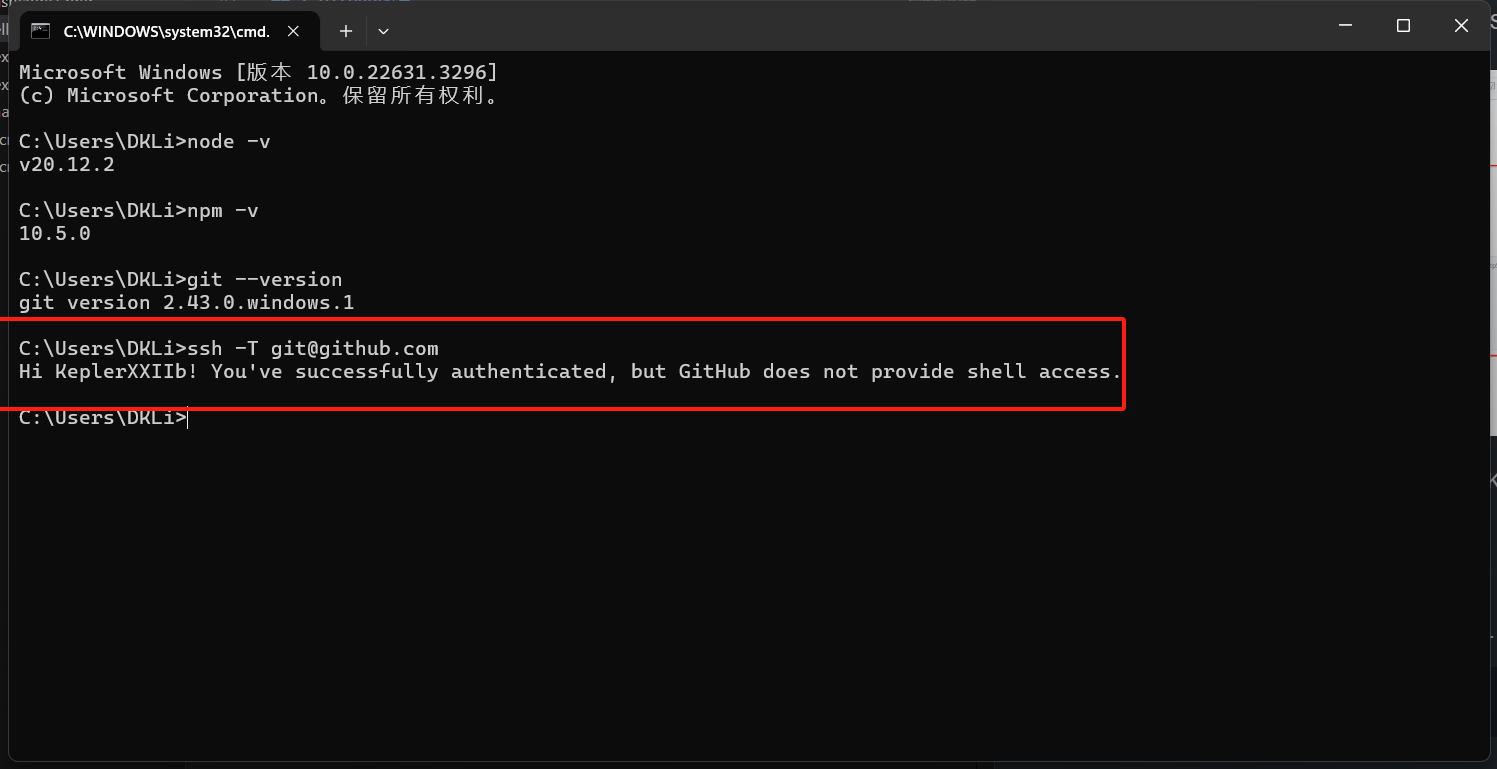 C:\WINDOWS\system32\cmd.
Microsoft Windows [版本 10.0.22631.3296]
(c) Microsoft Corporation。保留所有权利。
C:\Users\DKLi>node -v
v20.12.2
C:\Users\DKLi>npm -v
10.5.0
C:\Users\DKLi>git --version
git version 2.43.0.windows.1
C:\Users\DKLi>ssh -T git@github.com
Hi KeplerXXIIb! You've successfully authenticated, but GitHub does not provide shell access.
C:\Users\DKLi>